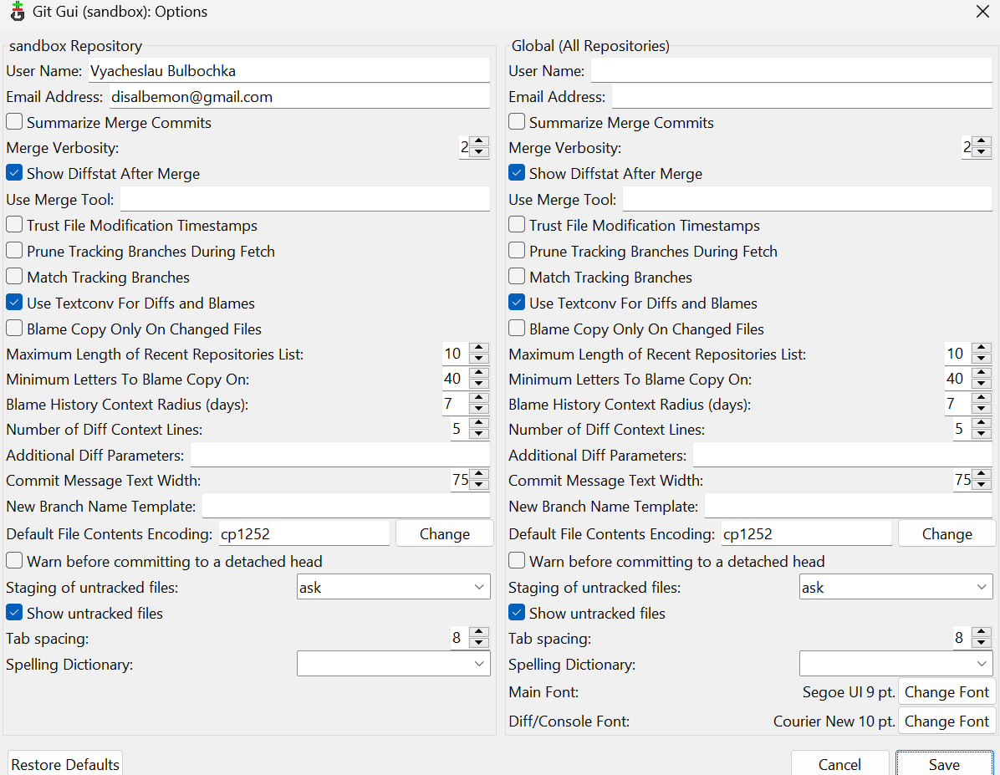 Git Gui (sandbox): Options
sandbox Repository
User Name: Vyacheslau Bulbochka
Email Address: disalbemon@gmail.com
Summarize Merge Commits
Merge Verbosity: 2
Show Diffstat After Merge
Use Merge Tool:
Trust File Modification Timestamps
Prune Tracking Branches During Fetch
Match Tracking Branches
Use Textconv For Diffs and Blames
Blame Copy Only On Changed Files
Maximum Length of Recent Repositories List: 10
Minimum Letters To Blame Copy On: 40
Blame History Context Radius (days): 7
Number of Diff Context Lines: 5
Additional Diff Parameters:
Commit Message Text Width: 75
New Branch Name Template:
Default File Contents Encoding: cp1252 Change
Warn before committing to a detached head
Staging of untracked files: ask
Show untracked files
Tab spacing: 8
Spelling Dictionary:
Global (All Repositories)
User Name:
Email Address:
Summarize Merge Commits
Merge Verbosity: 2
Show Diffstat After Merge
Use Merge Tool:
Trust File Modification Timestamps
Prune Tracking Branches During Fetch
Match Tracking Branches
Use Textconv For Diffs and Blames
Blame Copy Only On Changed Files
Maximum Length of Recent Repositories List: 10
Minimum Letters To Blame Copy On: 40
Blame History Context Radius (days): 7
Number of Diff Context Lines: 5
Additional Diff Parameters:
Commit Message Text Width: 75
New Branch Name Template:
Default File Contents Encoding: cp1252 Change
Warn before committing to a detached head
Staging of untracked files: ask
Show untracked files
Tab spacing: 8
Spelling Dictionary:
Main Font: Segoe UI 9 pt. Change Font
Diff/Console Font: Courier New 10 pt. Change Font
Restore Defaults Cancel Save